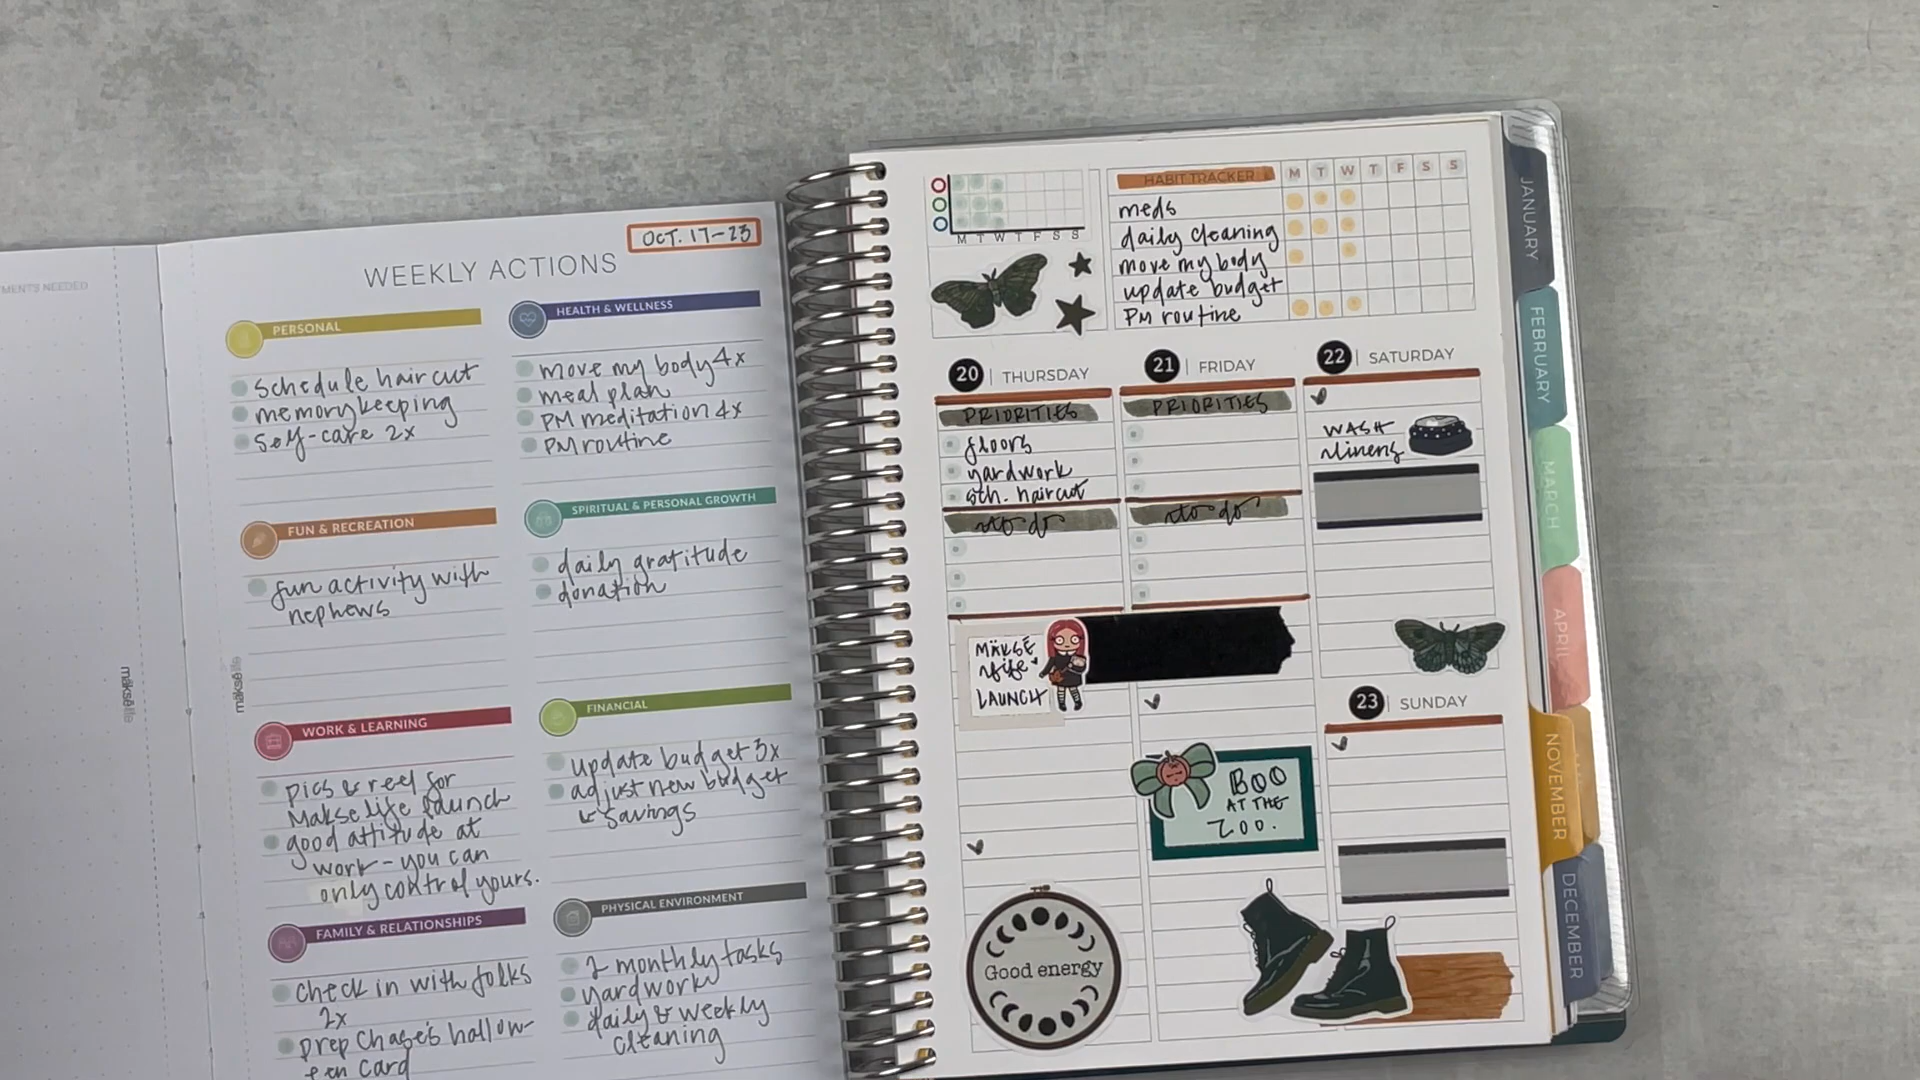 MENTS NEEDED
mäksélife
mäksélife
OCT. 17-23
WEEKLY ACTIONS
PERSONAL
schedule haircut
memory keeping
self-care 2x
HEALTH & WELLNESS
move my body 4x
meal plan
PM meditation 4x
PM routine
FUN & RECREATION
fun activity with
nephews
SPIRITUAL & PERSONAL GROWTH
daily gratitude
donation
WORK & LEARNING
pics & reel for
Makse life launch
good attitude at
work - you can
only control yours.
FINANCIAL
update budget 3x
adjust new budget
savings
FAMILY & RELATIONSHIPS
check in with folks
2x
prep Chase's hallow-
een card
PHYSICAL ENVIRONMENT
2 monthly tasks
yardwork
daily & weekly
cleaning
M T W T F S S
HABIT TRACKER M T W T F S S
meds
daily cleaning
move my body
update budget
PM routine
20 | THURSDAY
PRIORITIES
floors
yardwork
sch. haircut
to do
MÄKSÉ
life
LAUNCH
Good energy
21 | FRIDAY
PRIORITIES
to do
BOO
AT THE
ZOO.
22 | SATURDAY
WASH
linens
23 | SUNDAY
JANUARY
FEBRUARY
MARCH
APRIL
NOVEMBER
DECEMBER